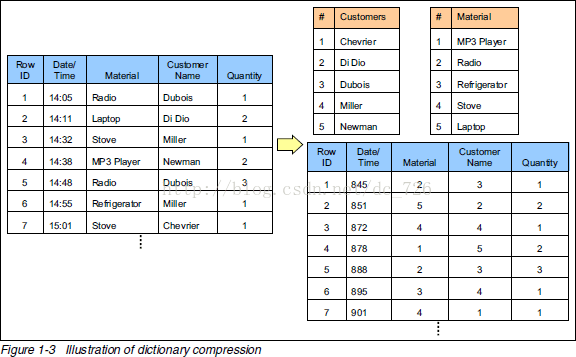 Row ID Date/ Time Material Customer Name Quantity
1 14:05 Radio Dubois 1
2 14:11 Laptop Di Dio 2
3 14:32 Stove Miller 1
4 14:38 MP3 Player Newman 2
5 14:48 Radio Dubois 3
6 14:55 Refrigerator Miller 1
7 15:01 Stove Chevrier 1
# Customers
1 Chevrier
2 Di Dio
3 Dubois
4 Miller
5 Newman
# Material
1 MP3 Player
2 Radio
3 Refrigerator
4 Stove
5 Laptop
Row ID Date/ Time Material Customer Name Quantity
1 845 2 3 1
2 851 5 2 2
3 872 4 4 1
4 878 1 5 2
5 888 2 3 3
6 895 3 4 1
7 901 4 1 1
http://blog.csdn.net/dc_726
Figure 1-3 Illustration of dictionary compression